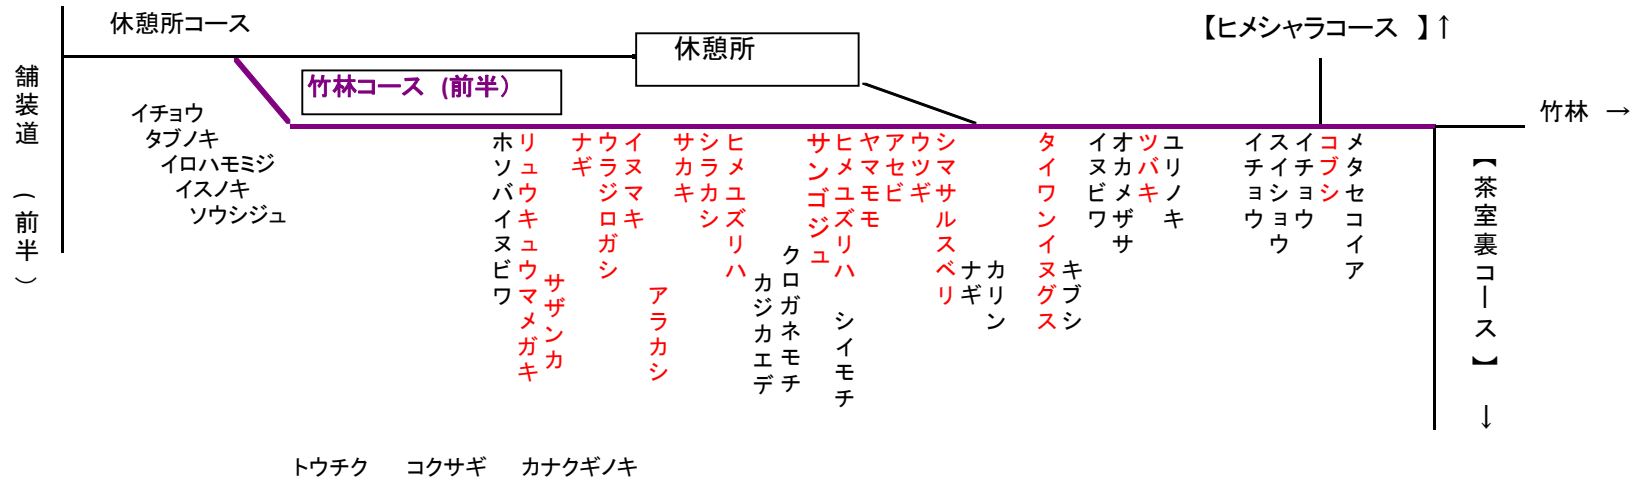 休憩所コース
【ヒメシャラコース 】↑
休憩所
舗装道 (前半)
竹林コース (前半)
竹林 →
イチョウ
タブノキ
イロハモミジ
イスノキ
ソウシジュ
ホソバイヌビワ
リュウキュウマメガキ
サザンカ
ナギ
ウラジロガシ
イヌマキ
アラカシ
サカキ
シラカシ
ヒメユズリハ
カジカエデ
クロガネモチ
サンゴジュ
ヒメユズリハ
シイモチ
ヤマモモ
アセビ
ウツギ
シマサルスベリ
ナギ
カリン
タイワンイヌグス
キブシ
イヌビワ
オカメザサ
ツバキ
ユリノキ
イチョウ
スイショウ
イチョウ
コブシ
メタセコイア
【茶室裏コース】 ↓
トウチク コクサギ カナクギノキ